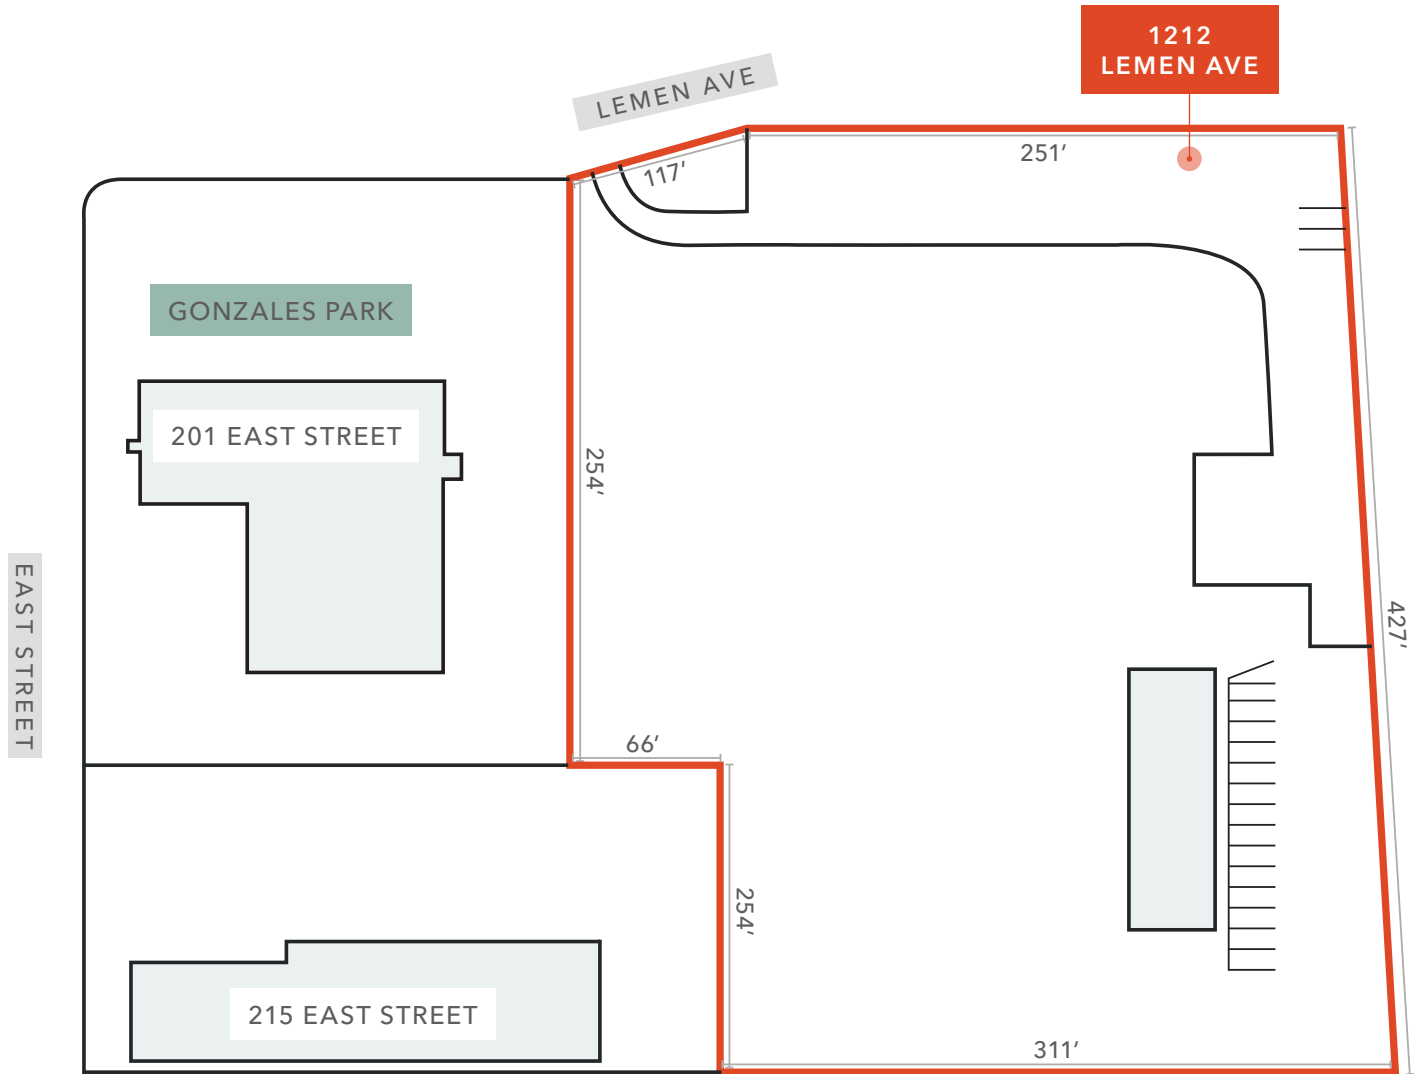 1212
LEMEN AVE
LEMEN AVE
251’
117’
GONZALES PARK
201 EAST STREET
254’
EAST STREET
427’
66’
254’
215 EAST STREET
311’